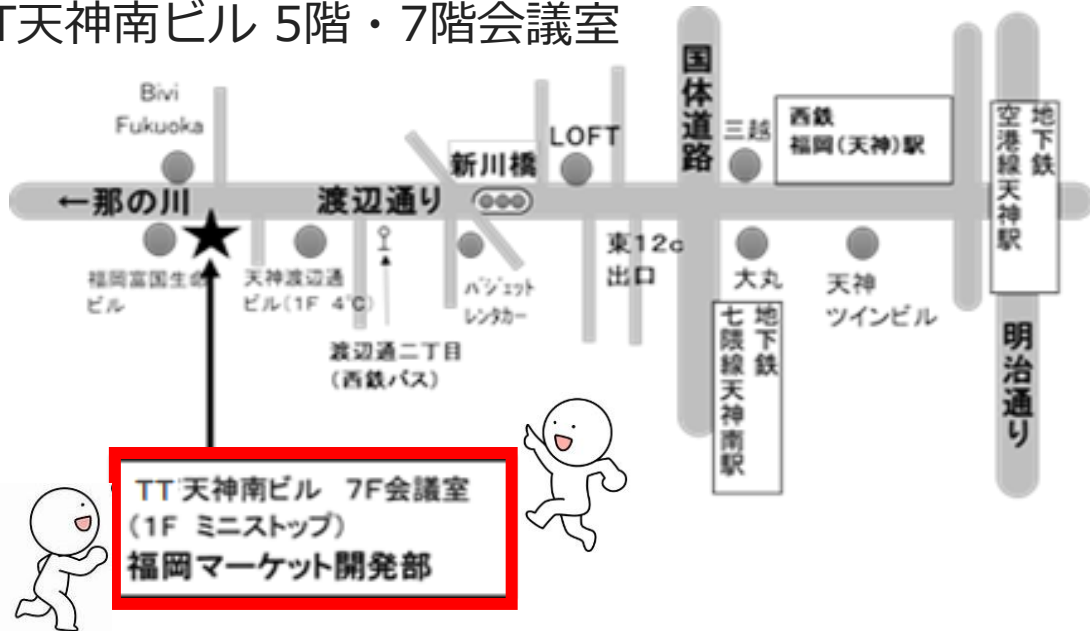 T天神南ビル 5階・7階会議室
Bivi
Fukuoka
LOFT
国体道路
三越
西鉄
福岡(天神)駅
地下鉄
空港線天神駅
新川橋
←那の川
渡辺通り
福岡富国生命
ビル
天神渡辺通
ビル(1F 4℃)
バジェット
レンタカー
東12c
出口
大丸
天神
ツインビル
渡辺通二丁目
(西鉄バス)
地下鉄
七隈線天神南駅
明治通り
TT 天神南ビル 7F会議室
(1F ミニストップ)
福岡マーケット開発部